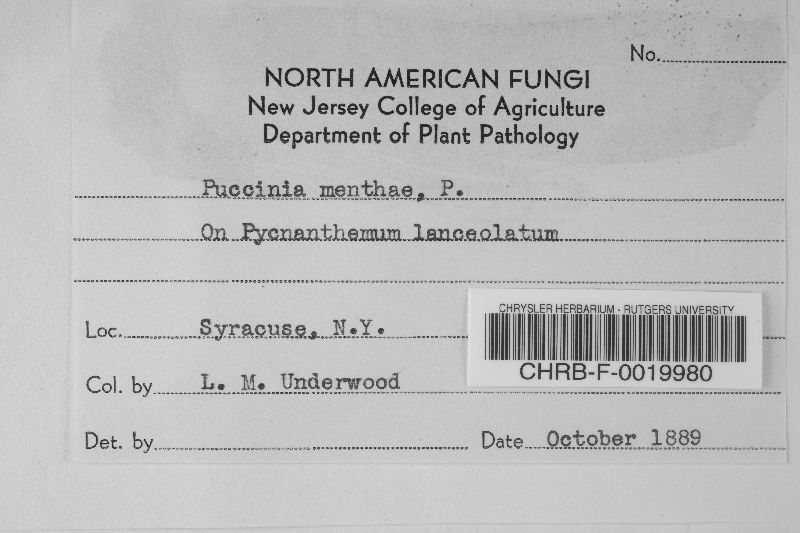 No.
NORTH AMERICAN FUNGI
New Jersey College of Agriculture
Department of Plant Pathology
Puccinia menthae, P.
On Pycnanthemum lanceolatum
Loc. Syracuse, N.Y.
CHRYSLER HERBARIUM - RUTGERS UNIVERSITY
CHRB-F-0019980
Col. by L. M. Underwood
Det. by
Date October 1889